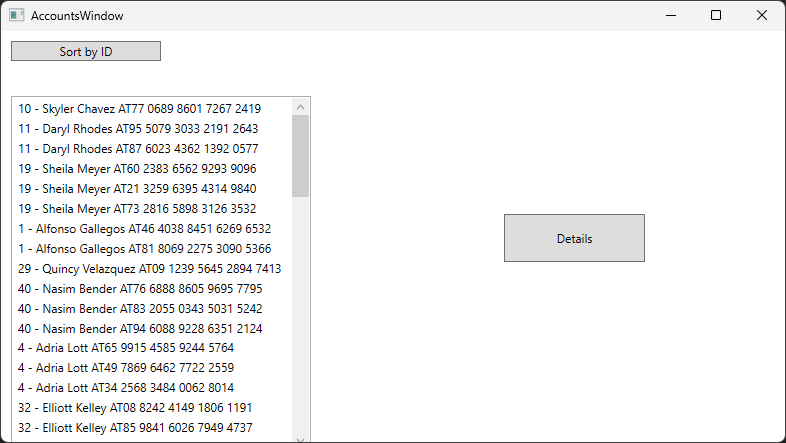 AccountsWindow
Sort by ID
10 - Skyler Chavez AT77 0689 8601 7267 2419
11 - Daryl Rhodes AT95 5079 3033 2191 2643
11 - Daryl Rhodes AT87 6023 4362 1392 0577
19 - Sheila Meyer AT60 2383 6562 9293 9096
19 - Sheila Meyer AT21 3259 6395 4314 9840
19 - Sheila Meyer AT73 2816 5898 3126 3532
1 - Alfonso Gallegos AT46 4038 8451 6269 6532
1 - Alfonso Gallegos AT81 8069 2275 3090 5366
29 - Quincy Velazquez AT09 1239 5645 2894 7413
40 - Nasim Bender AT76 6888 8605 9695 7795
40 - Nasim Bender AT83 2055 0343 5031 5242
40 - Nasim Bender AT94 6088 9228 6351 2124
4 - Adria Lott AT65 9915 4585 9244 5764
4 - Adria Lott AT49 7869 6462 7722 2559
4 - Adria Lott AT34 2568 3484 0062 8014
32 - Elliott Kelley AT08 8242 4149 1806 1191
32 - Elliott Kelley AT85 9841 6026 7949 4737
Details